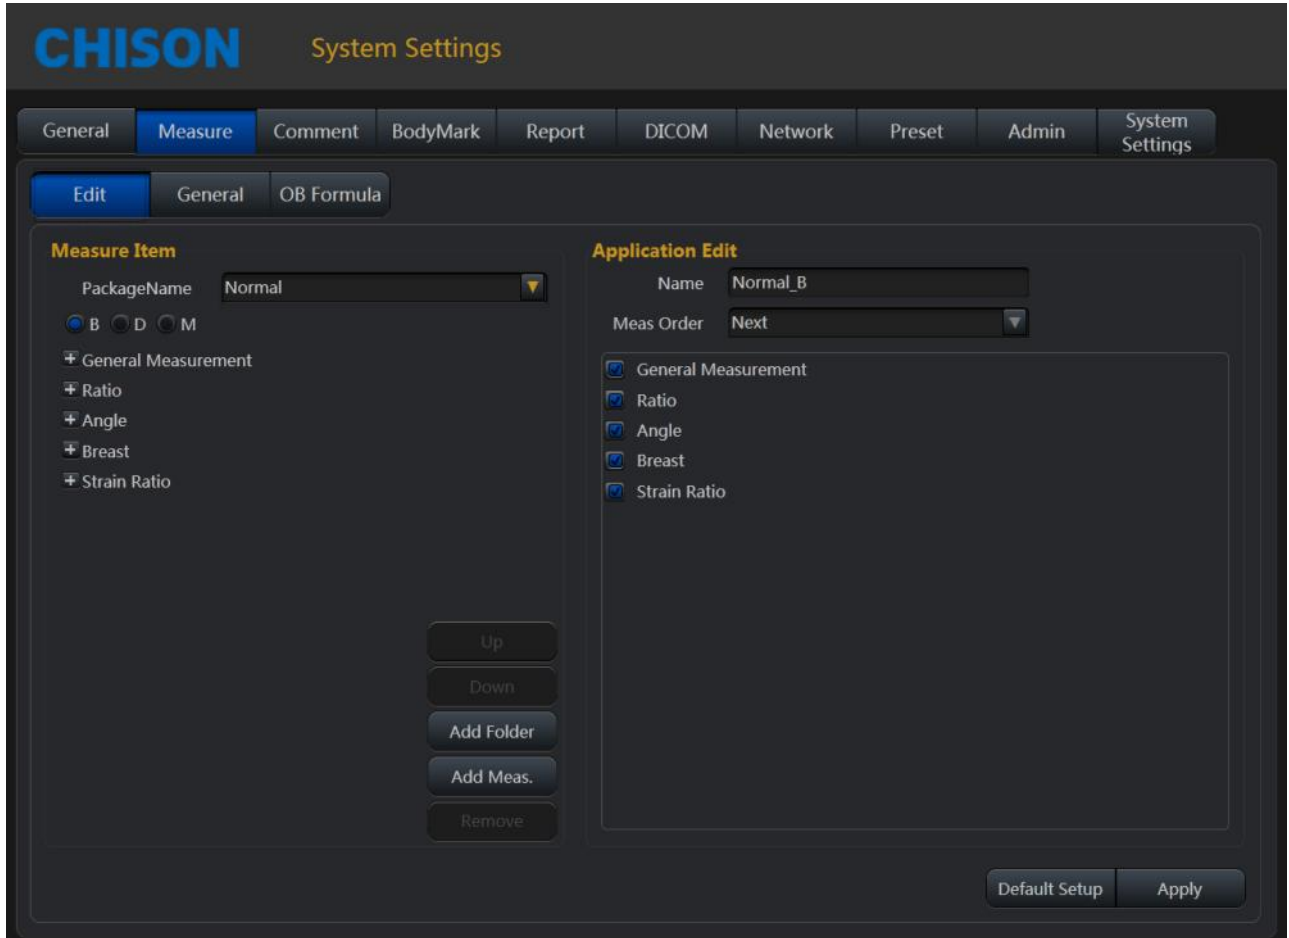 CHISON System Settings
General Measure Comment BodyMark Report DICOM Network Preset Admin System Settings
Edit General OB Formula
Measure Item
PackageName Normal
B D M
General Measurement
Ratio
Angle
Breast
Strain Ratio
Up
Down
Add Folder
Add Meas.
Remove
Application Edit
Name Normal_B
Meas Order Next
General Measurement
Ratio
Angle
Breast
Strain Ratio
Default Setup Apply